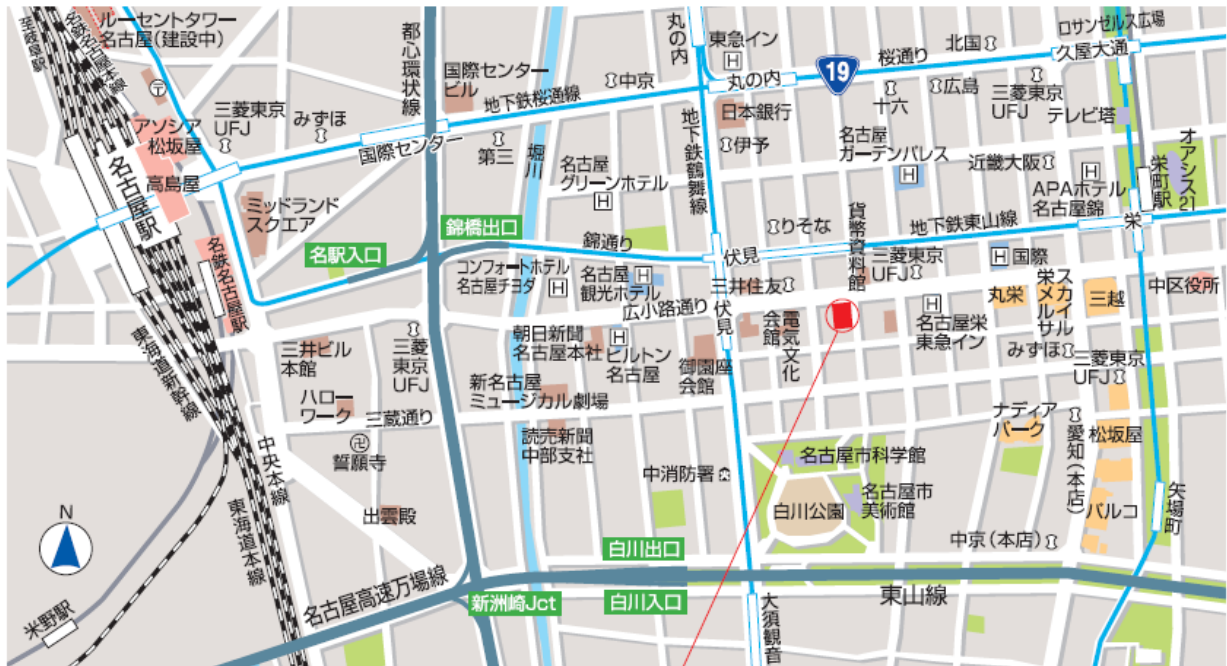 ルーセントタワー
名古屋(建設中)
名鉄名古屋本線
至岐阜駅
都心環状線
国際センター
ビル
丸の内
東急イン
H
丸の内
19
桜通り
北国
ロサンゼルス広場
久屋大通
中京
地下鉄桜通線
日本銀行
十六
広島
三菱東京
UFJ
テレビ塔
アソシア
松坂屋
三菱東京
UFJ
みずほ
国際センター
第三
堀川
名古屋
グリーンホテル
H
地下鉄鶴舞線
伊予
名古屋
ガーデンパレス
H
近畿大阪
H
APAホテル
名古屋錦
栄町駅
オアシス21
名古屋駅
高島屋
ミッドランド
スクエア
名駅入口
錦橋出口
錦通り
伏見
りそな
貨幣資料館
地下鉄東山線
栄
名鉄名古屋駅
コンフォートホテル
名古屋チヨダ
H
名古屋
観光ホテル
H
三井住友
三菱東京
UFJ
H
国際
丸栄
スカイル
栄メルサ
三越
中区役所
広小路通り
伏見
電気文化
会館
H
名古屋栄
東急イン
みずほ
三菱東京
UFJ
東海道新幹線
三井ビル
本館
三菱東京UFJ
朝日新聞
名古屋本社
H
ヒルトン
名古屋
御園座
会館
ハロー
ワーク
三蔵通り
新名古屋
ミュージカル劇場
読売新聞
中部支社
ナディア
パーク
愛知(本店)
松坂屋
誓願寺
中央本線
東海道本線
中消防署
名古屋市科学館
名古屋市
美術館
白川公園
パルコ
矢場町
出雲殿
N
中京(本店)
白川出口
名古屋高速万場線
新洲崎Jct
白川入口
東山線
米野駅
大須観音